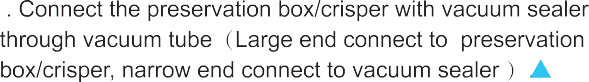 . Connect the preservation box/crisper with vacuum sealer
through vacuum tube（Large end connect to preservation
box/crisper, narrow end connect to vacuum sealer ）